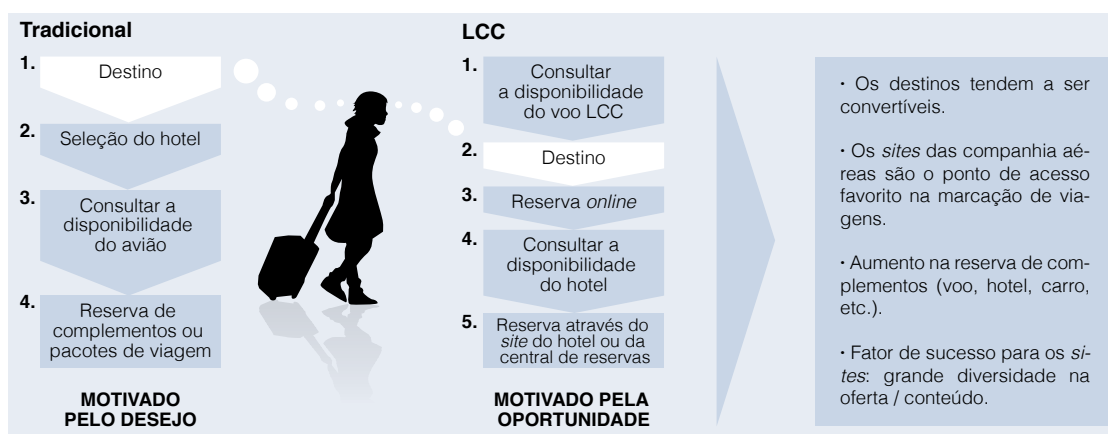 Tradicional
1. Destino
2. Seleção do hotel
3. Consultar a
disponibilidade
do avião
4. Reserva de
complementos ou
pacotes de viagem
MOTIVADO
PELO DESEJO
LCC
1. Consultar
a disponibilidade
do voo LCC
2. Destino
3. Reserva online
4. Consultar a
disponibilidade
do hotel
5. Reserva através do
site do hotel ou da
central de reservas
MOTIVADO PELA
OPORTUNIDADE
· Os destinos tendem a ser
convertíveis.
· Os sites das companhia aé-
reas são o ponto de acesso
favorito na marcação de via-
gens.
· Aumento na reserva de com-
plementos (voo, hotel, carro,
etc.).
· Fator de sucesso para os si-
tes: grande diversidade na
oferta / conteúdo.